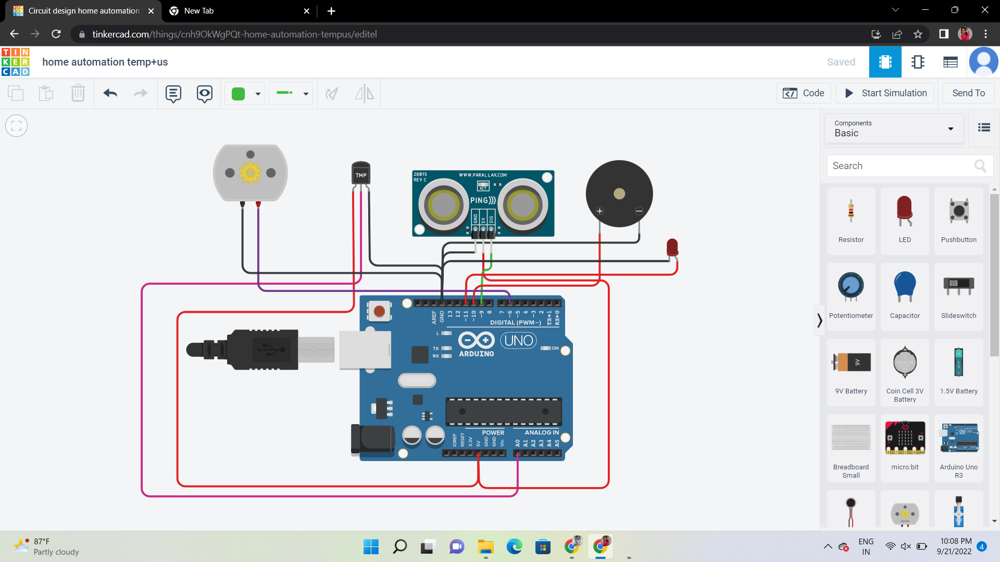 Circuit design home automation
New Tab
tinkercad.com/things/cnh9OkWgPQt-home-automation-tempus/editel
TIN
KER
CAD
home automation temp+us
Saved
Code
Start Simulation
Send To
Components
Basic
Search
Resistor
LED
Pushbutton
Potentiometer
Capacitor
Slideswitch
9V
9V Battery
Coin Cell 3V
Battery
1.5V Battery
Breadboard
Small
micro:bit
Arduino Uno
R3
TMP
28015
REV C
WWW.PARALLAX.COM
ACT
PING)))
GND
5V
SIG
AREF
GND
13
12
~11
~10
~9
8
7
~6
~5
4
~3
2
TX→1
RX←0
DIGITAL (PWM~)
L
TX
RX
ARDUINO
UNO
ON
POWER
ANALOG IN
IOREF
RESET
3.3V
5V
GND
GND
Vin
A0
A1
A2
A3
A4
A5
87°F
Partly cloudy
ENG
IN
10:08 PM
9/21/2022
4